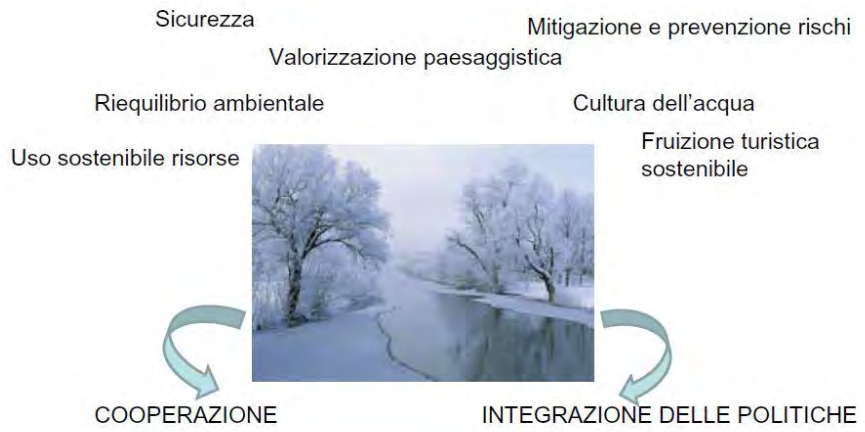 Sicurezza
Mitigazione e prevenzione rischi
Valorizzazione paesaggistica
Riequilibrio ambientale
Cultura dell'acqua
Fruizione turistica
sostenibile
Uso sostenibile risorse
COOPERAZIONE
INTEGRAZIONE DELLE POLITICHE